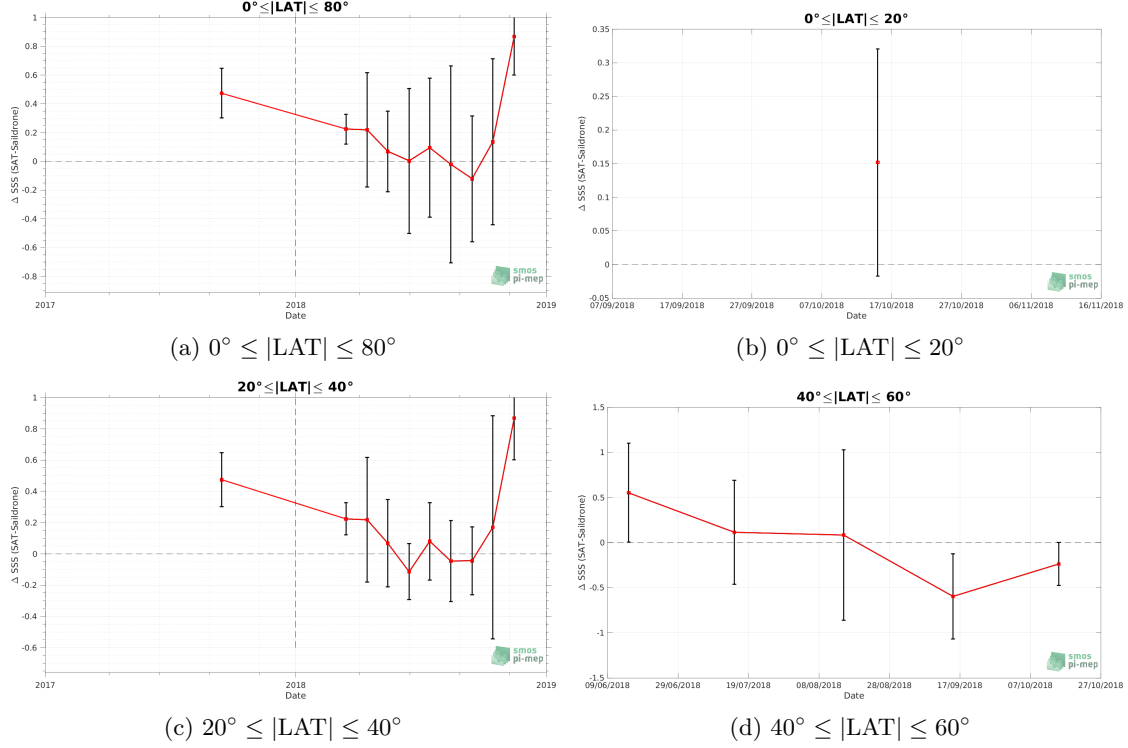 0°≤|LAT|≤ 80°
1
0.8
0.6
0.4
0.2
0
-0.2
-0.4
-0.6
-0.8
Δ SSS (SAT-Saildrone)
2017
2018
2019
Date
smos
pi-mep
(a) 0° ≤ |LAT| ≤ 80°
0°≤|LAT|≤ 20°
0.35
0.3
0.25
0.2
0.15
0.1
0.05
0
-0.05
Δ SSS (SAT-Saildrone)
07/09/2018
17/09/2018
27/09/2018
07/10/2018
17/10/2018
27/10/2018
06/11/2018
16/11/2018
Date
smos
pi-mep
(b) 0° ≤ |LAT| ≤ 20°
20°≤|LAT|≤ 40°
1
0.8
0.6
0.4
0.2
0
-0.2
-0.4
-0.6
Δ SSS (SAT-Saildrone)
2017
2018
2019
Date
smos
pi-mep
(c) 20° ≤ |LAT| ≤ 40°
40°≤|LAT|≤ 60°
1.5
1
0.5
0
-0.5
-1
-1.5
Δ SSS (SAT-Saildrone)
09/06/2018
29/06/2018
19/07/2018
08/08/2018
28/08/2018
17/09/2018
07/10/2018
27/10/2018
Date
smos
pi-mep
(d) 40° ≤ |LAT| ≤ 60°